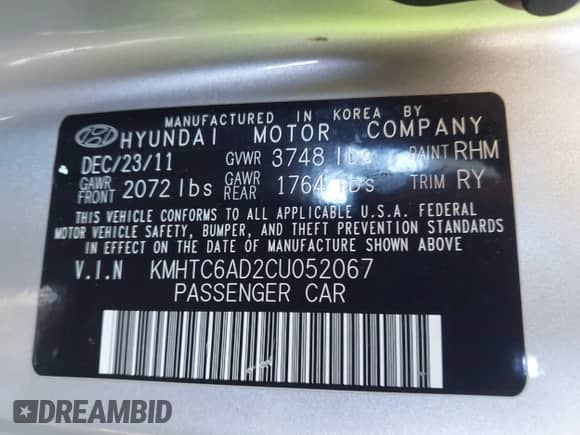 MANUFACTURED IN KOREA BY
HYUNDAI MOTOR COMPANY
DEC/23/11 GVWR 3748 lbs PAINT RHM
GAWR FRONT 2072 lbs GAWR REAR 1764 lbs TRIM RY
THIS VEHICLE CONFORMS TO ALL APPLICABLE U.S.A. FEDERAL
MOTOR VEHICLE SAFETY, BUMPER, AND THEFT PREVENTION STANDARDS
IN EFFECT ON THE DATE OF MANUFACTURE SHOWN ABOVE
V.I.N KMHTC6AD2CU052067
PASSENGER CAR
DREAMBID